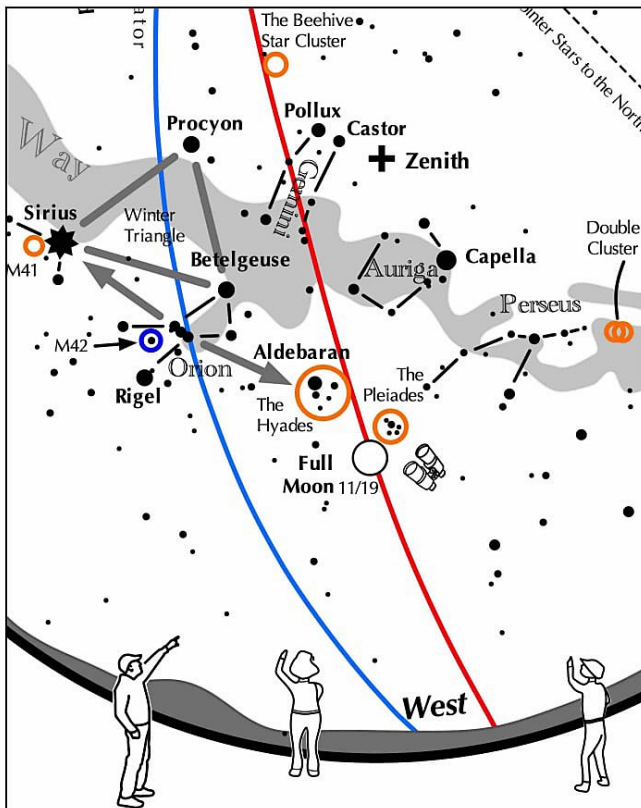 ator
The Beehive
Star Cluster
inter Stars to the North
Pollux
Castor
Procyon
Zenith
Way
Gemini
Sirius
Winter
Triangle
M41
Betelgeuse
Auriga
Capella
Double
Cluster
Perseus
M42
Orion
Rigel
Aldebaran
The
Hyades
The
Pleiades
Full
Moon 11/19
West